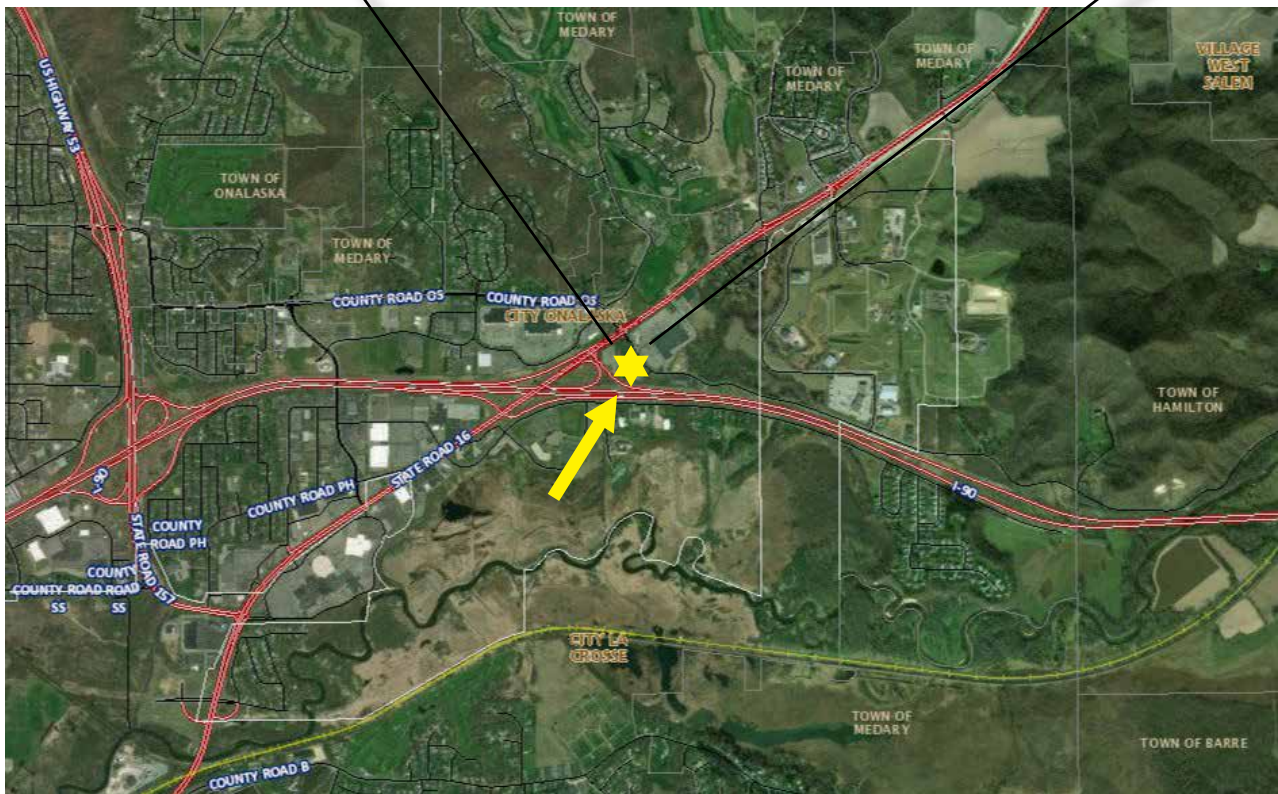 TOWN OF
MEDARY
TOWN OF
MEDARY
VILLAGE
WEST
SALEM
US HIGHWAY 53
TOWN OF
MEDARY
TOWN OF
ONALASKA
TOWN OF
MEDARY
COUNTY ROAD OS
COUNTY ROAD OS
CITY ONALASKA
TOWN OF
HAMILTON
STATE ROAD 16
I-90
COUNTY ROAD PH
I-90
COUNTY
ROAD PH
STATE ROAD 157
COUNTY
COUNTY ROAD ROAD
SS
SS
CITY LA
CROSSE
TOWN OF
MEDARY
TOWN OF BARRE
COUNTY ROAD B